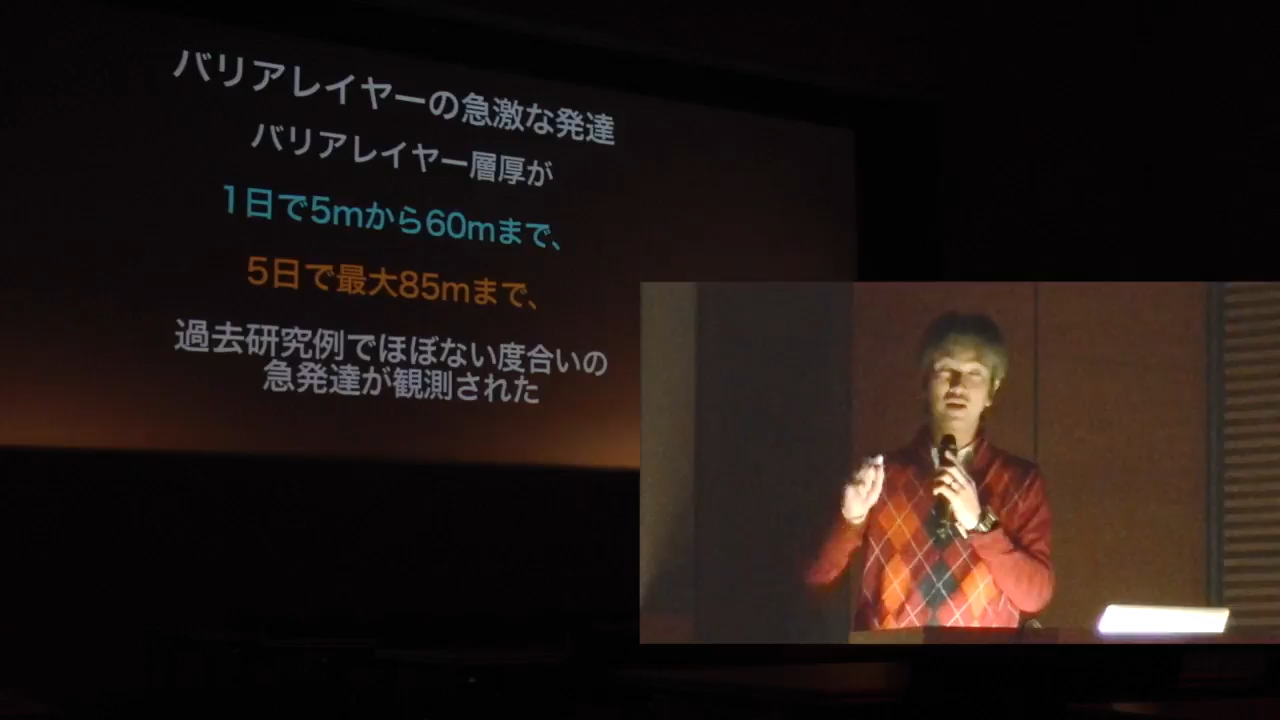 バリアレイヤーの急激な発達
バリアレイヤー層厚が
1日で5mから60mまで、
5日で最大85mまで、
過去研究例でほぼない度合いの
急発達が観測された